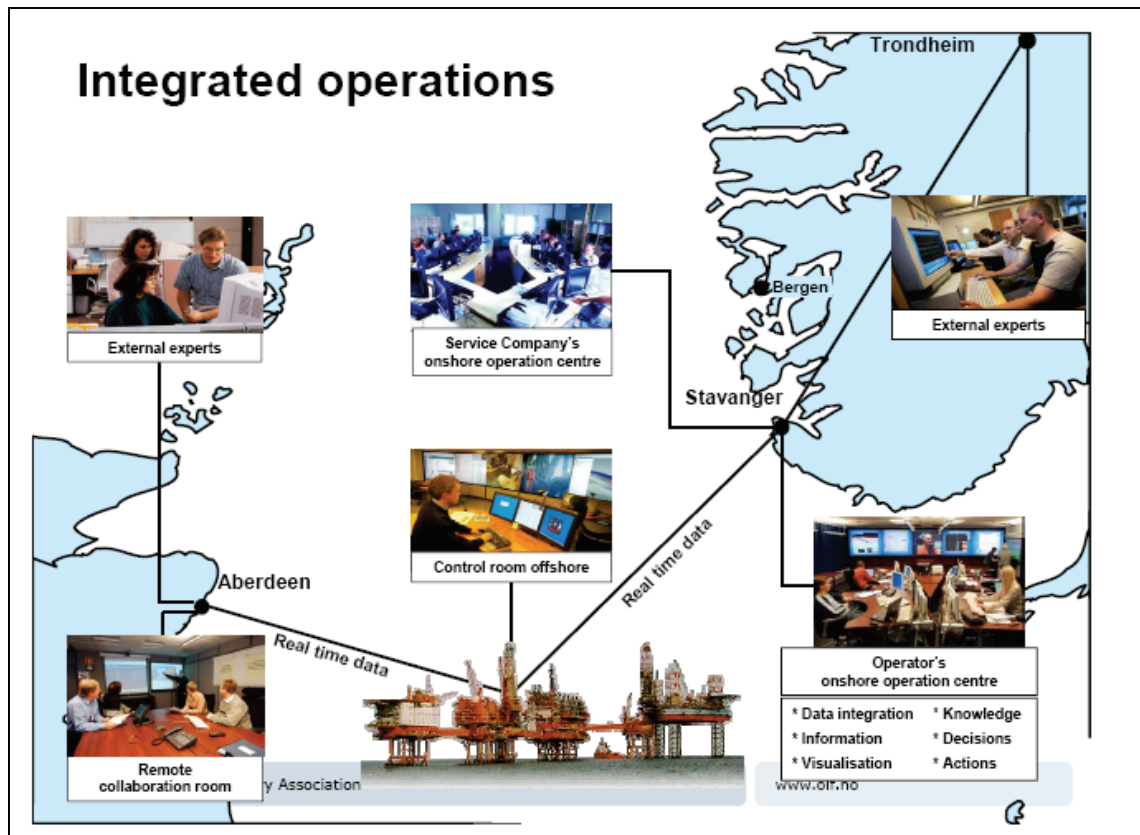 Integrated operations
Trondheim
External experts
Service Company's
onshore operation centre
Bergen
External experts
Stavanger
Control room offshore
Real time data
Aberdeen
Real time data
Remote
collaboration room
Operator's
onshore operation centre
* Data integration * Knowledge
* Information * Decisions
* Visualisation * Actions
ry Association
www.olf.no